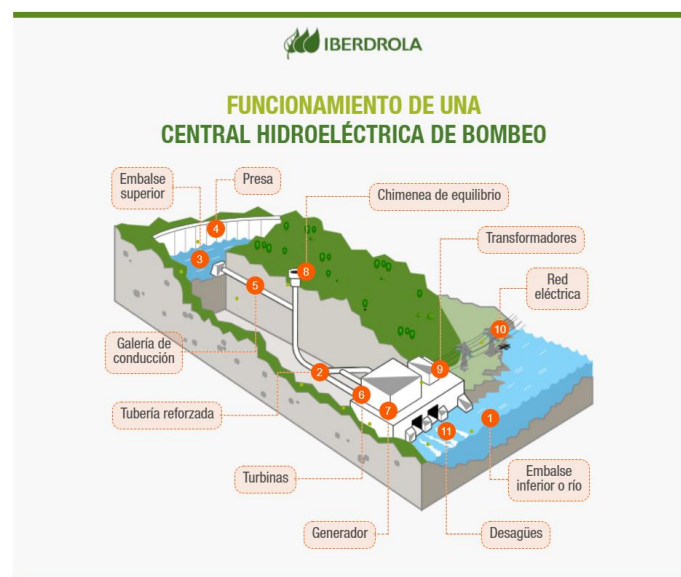 IBERDROLA
FUNCIONAMIENTO DE UNA
CENTRAL HIDROELÉCTRICA DE BOMBEO
Embalse
superior
Presa
Chimenea de equilibrio
Transformadores
Red
eléctrica
4
3
8
5
10
Galería de
conducción
2
9
6
7
1
11
Tubería reforzada
Turbinas
Embalse
inferior o río
Generador
Desagües